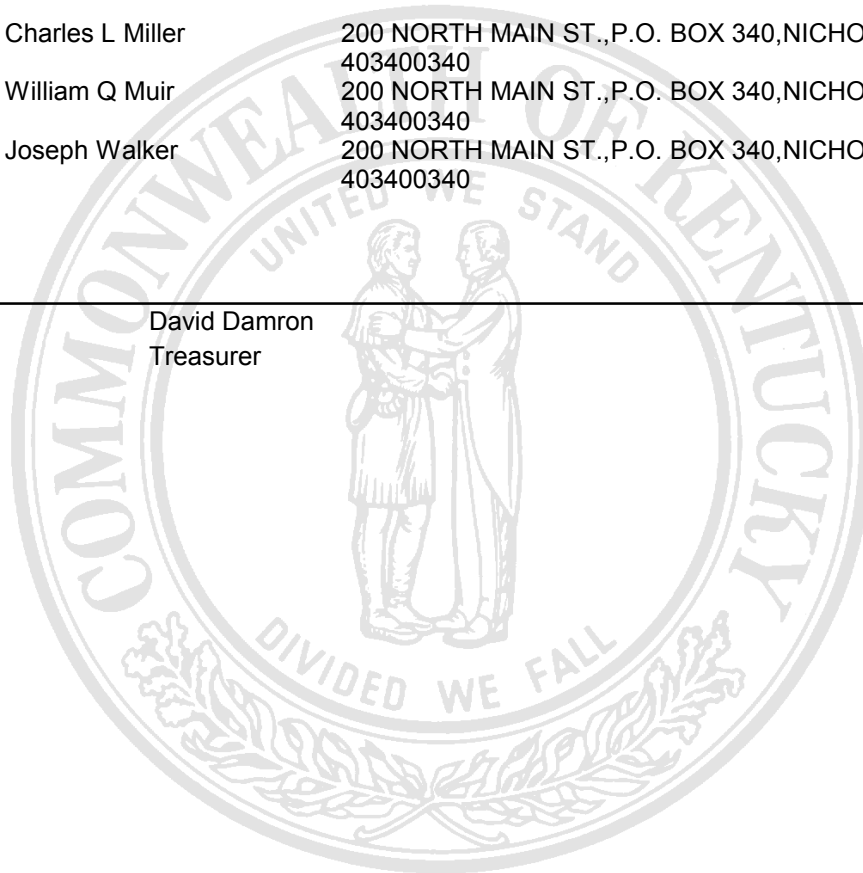 Charles L Miller 200 NORTH MAIN ST.,P.O. BOX 340,NICHO
403400340
William Q Muir 200 NORTH MAIN ST.,P.O. BOX 340,NICHO
403400340
Joseph Walker 200 NORTH MAIN ST.,P.O. BOX 340,NICHO
403400340
COMMONWEALTH OF KENTUCKY
UNITED WE STAND
David Damron
Treasurer
DIVIDED WE FALL